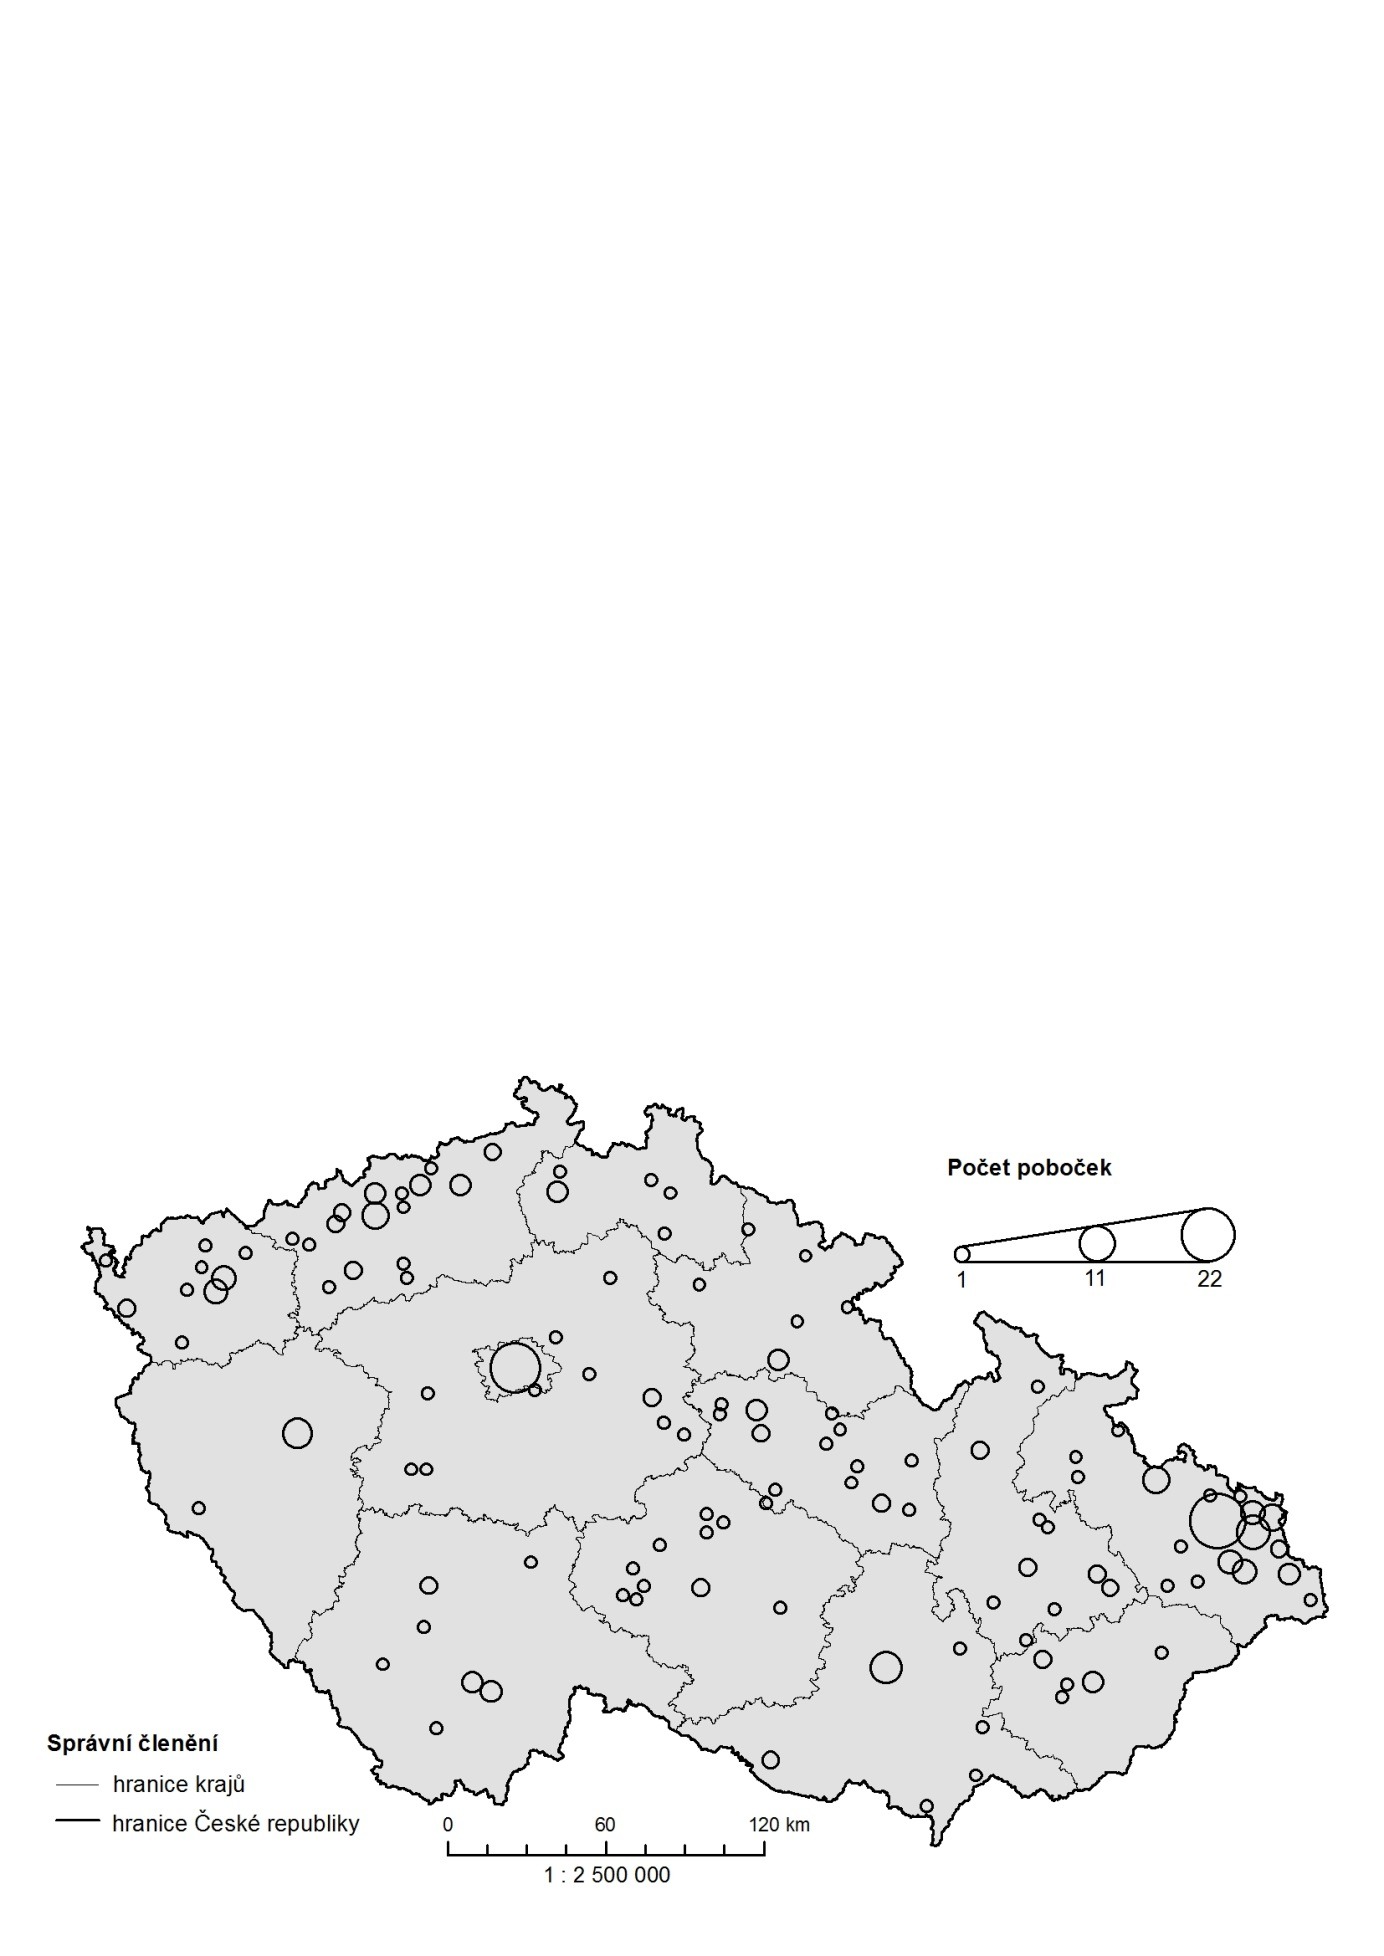 Počet poboček
1
11
22
Správní členění
hranice krajů
hranice České republiky
0
60
120 km
1 : 2 500 000